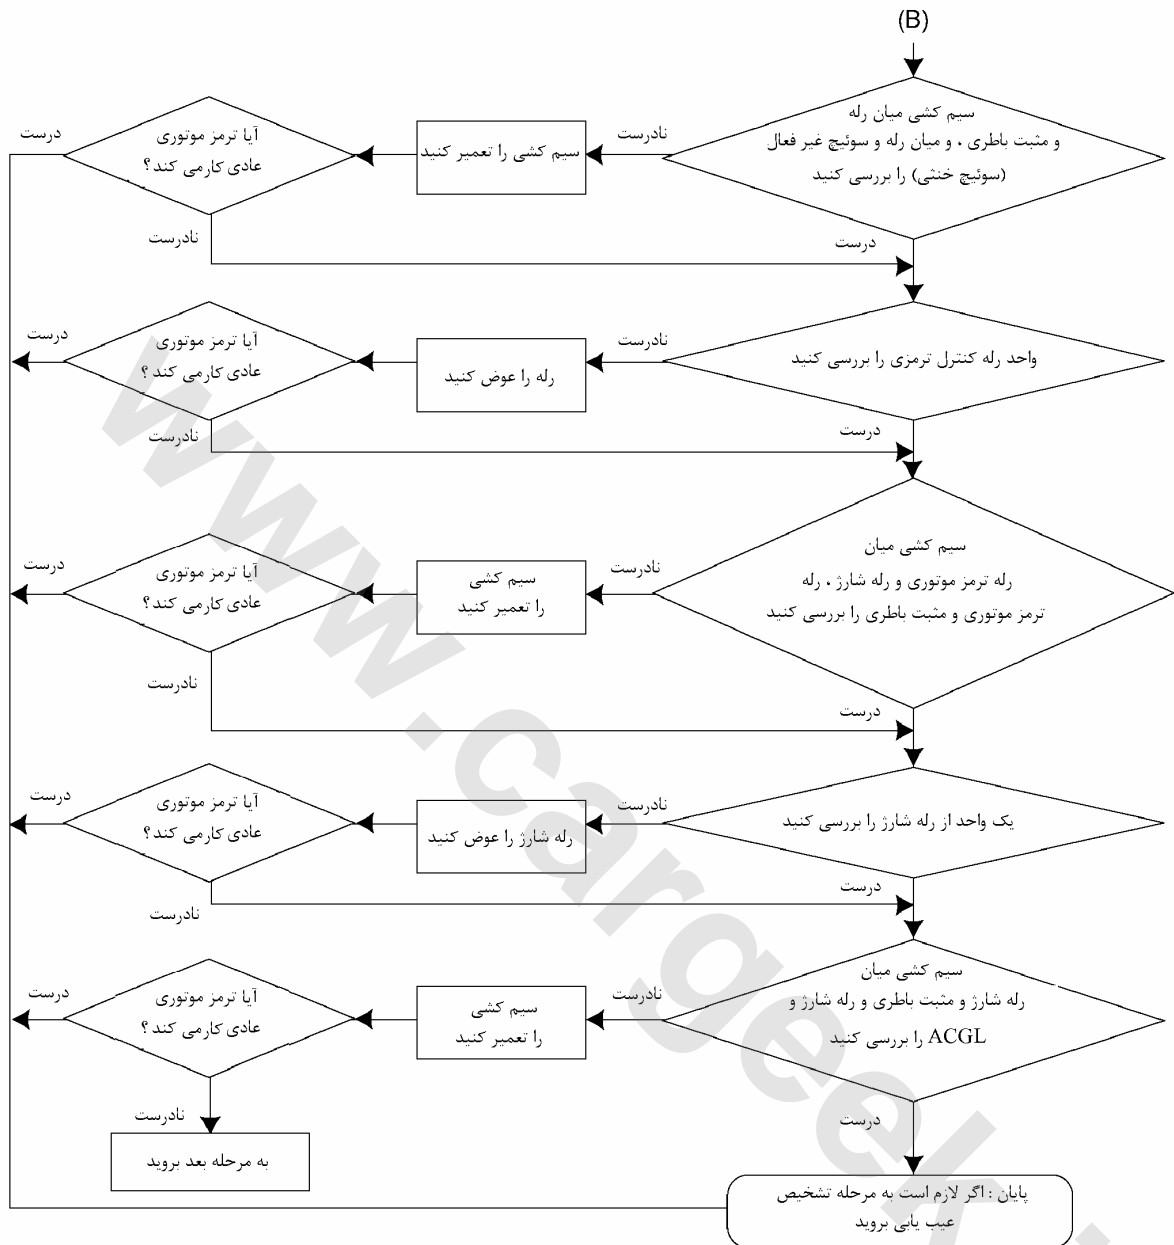 (B)
سیم کشی میان رله
و مثبت باطری ، و میان رله و سوئیچ غیر فعال
(سوئیچ خنثی) را بررسی کنید
نادرست
سیم کشی را تعمیر کنید
آیا ترمز موتوری
عادی کارمی کند؟
درست
نادرست
درست
واحد رله کنترل ترمزی را بررسی کنید
نادرست
رله را عوض کنید
آیا ترمز موتوری
عادی کارمی کند ؟
درست
نادرست
درست
سیم کشی میان
رله ترمز موتوری و رله شارژ ، رله
ترمز موتوری و مثبت باطری را بررسی کنید
نادرست
سیم کشی
را تعمیر کنید
آیا ترمز موتوری
عادی کارمی کند ؟
درست
نادرست
درست
یک واحد از رله شارژ را بررسی کنید
نادرست
رله شارژ را عوض کنید
آیا ترمز موتوری
عادی کارمی کند ؟
درست
نادرست
درست
سیم کشی میان
رله شارژ و مثبت باطری و رله شارژ و
ACGL را بررسی کنید
نادرست
سیم کشی
را تعمیر کنید
آیا ترمز موتوری
عادی کارمی کند ؟
درست
نادرست
درست
به مرحله بعد بروید
پایان : اگر لازم است به مرحله تشخیص
عیب یابی بروید
www.cargeek.